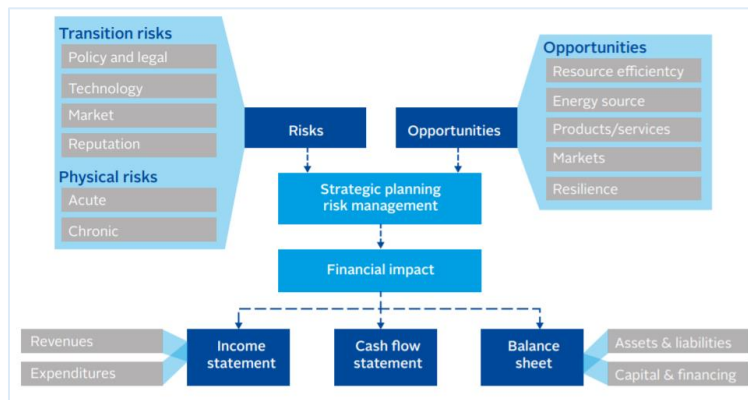 Transition risks
Policy and legal
Technology
Market
Reputation
Physical risks
Acute
Chronic
Risks
Opportunities
Opportunities
Resource efficientcy
Energy source
Products/services
Markets
Resilience
Strategic planning
risk management
Financial impact
Revenues
Expenditures
Income
statement
Cash flow
statement
Balance
sheet
Assets & liabilities
Capital & financing